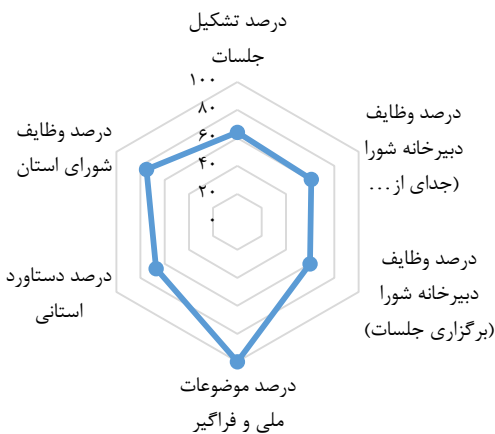 درصد تشکیل
جلسات
۱۰۰
۸۰
۶۰
۴۰
۲۰
۰
درصد وظایف
دبیرخانه شورا
(جدای از...
درصد وظایف
دبیرخانه شورا
(برگزاری جلسات)
درصد موضوعات
ملی و فراگیر
درصد دستاورد
استانی
درصد وظایف
شورای استان